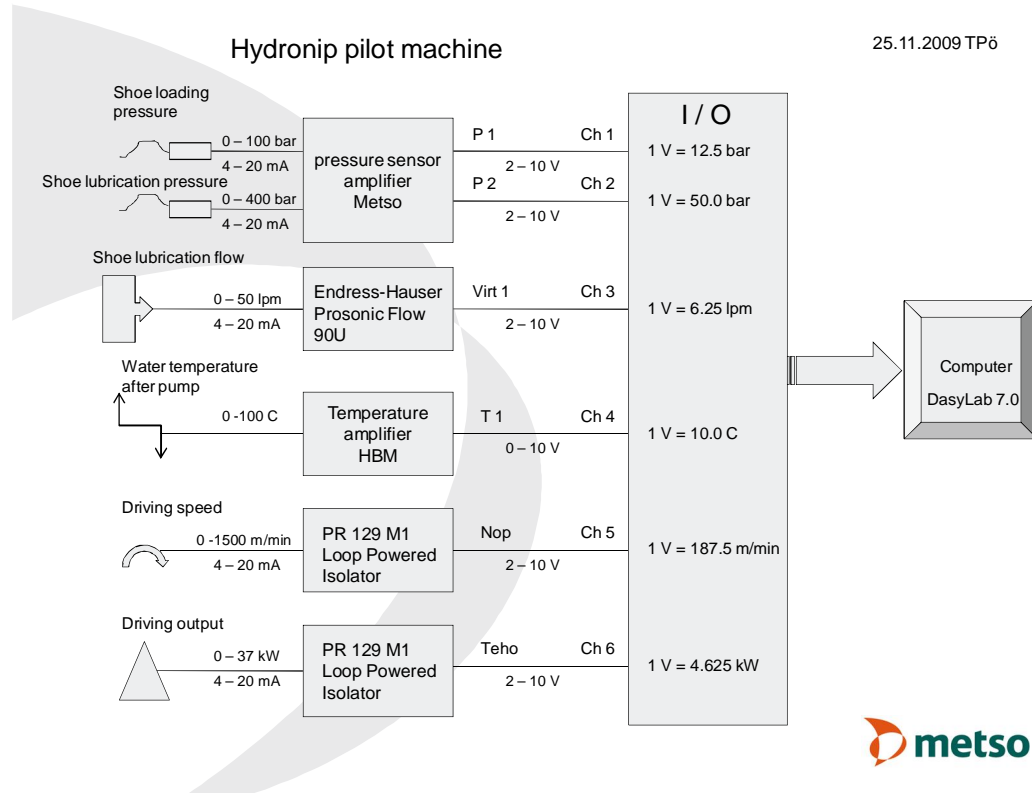 Hydronip pilot machine
25.11.2009 TPö
Shoe loading
pressure
0 – 100 bar
4 – 20 mA
Shoe lubrication pressure
0 – 400 bar
4 – 20 mA
pressure sensor
amplifier
Metso
P 1
Ch 1
2 – 10 V
P 2
Ch 2
2 – 10 V
I / O
1 V = 12.5 bar
1 V = 50.0 bar
Shoe lubrication flow
0 – 50 lpm
4 – 20 mA
Endress-Hauser
Prosonic Flow
90U
Virt 1
Ch 3
2 – 10 V
1 V = 6.25 lpm
Water temperature
after pump
0 -100 C
Temperature
amplifier
HBM
T 1
Ch 4
0 – 10 V
1 V = 10.0 C
Computer
DasyLab 7.0
Driving speed
0 -1500 m/min
4 – 20 mA
PR 129 M1
Loop Powered
Isolator
Nop
Ch 5
2 – 10 V
1 V = 187.5 m/min
Driving output
0 – 37 kW
4 – 20 mA
PR 129 M1
Loop Powered
Isolator
Teho
Ch 6
2 – 10 V
1 V = 4.625 kW
metso